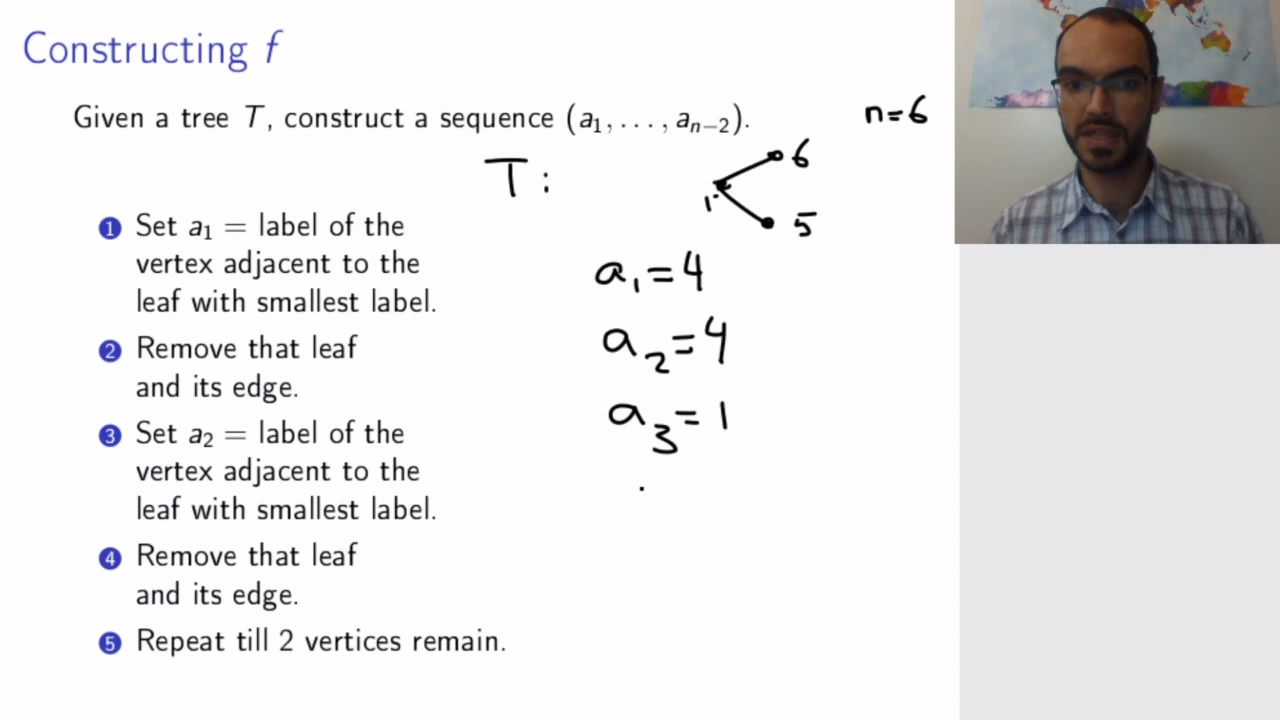 Constructing f
Given a tree T, construct a sequence (a₁, . . . , aₙ₋₂).
n=6
T:
6
1
5
① Set a₁ = label of the
vertex adjacent to the
leaf with smallest label.
② Remove that leaf
and its edge.
③ Set a₂ = label of the
vertex adjacent to the
leaf with smallest label.
④ Remove that leaf
and its edge.
⑤ Repeat till 2 vertices remain.
a₁=4
a₂=4
a₃=1